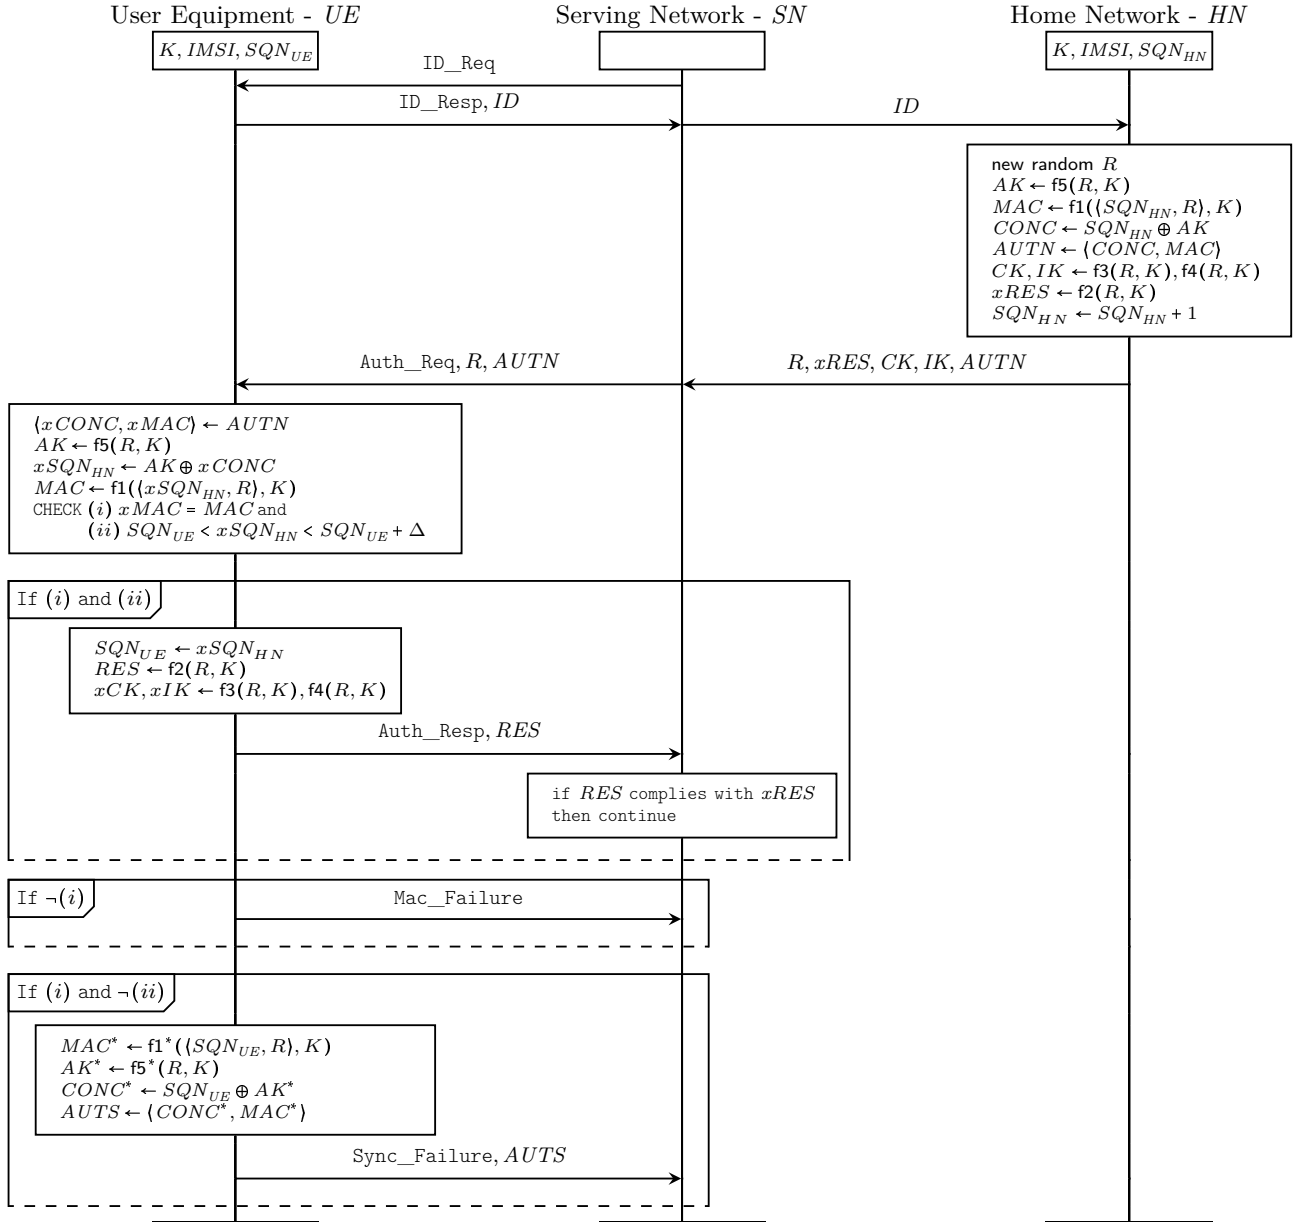 User Equipment - UE
Serving Network - SN
Home Network - HN
K, IMSI, SQN_UE
K, IMSI, SQN_HN
ID_Req
ID_Resp, ID
ID
new random R
AK ← f5(R, K)
MAC ← f1(⟨SQN_HN, R⟩, K)
CONC ← SQN_HN ⊕ AK
AUTN ← ⟨CONC, MAC⟩
CK, IK ← f3(R, K), f4(R, K)
xRES ← f2(R, K)
SQN_HN ← SQN_HN + 1
Auth_Req, R, AUTN
R, xRES, CK, IK, AUTN
⟨xCONC, xMAC⟩ ← AUTN
AK ← f5(R, K)
xSQN_HN ← AK ⊕ xCONC
MAC ← f1(⟨xSQN_HN, R⟩, K)
CHECK (i) xMAC = MAC and
(ii) SQN_UE < xSQN_HN < SQN_UE + Δ
If (i) and (ii)
SQN_UE ← xSQN_HN
RES ← f2(R, K)
xCK, xIK ← f3(R, K), f4(R, K)
Auth_Resp, RES
if RES complies with xRES
then continue
If ¬(i)
Mac_Failure
If (i) and ¬(ii)
MAC* ← f1*(⟨SQN_UE, R⟩, K)
AK* ← f5*(R, K)
CONC* ← SQN_UE ⊕ AK*
AUTS ← ⟨CONC*, MAC*⟩
Sync_Failure, AUTS